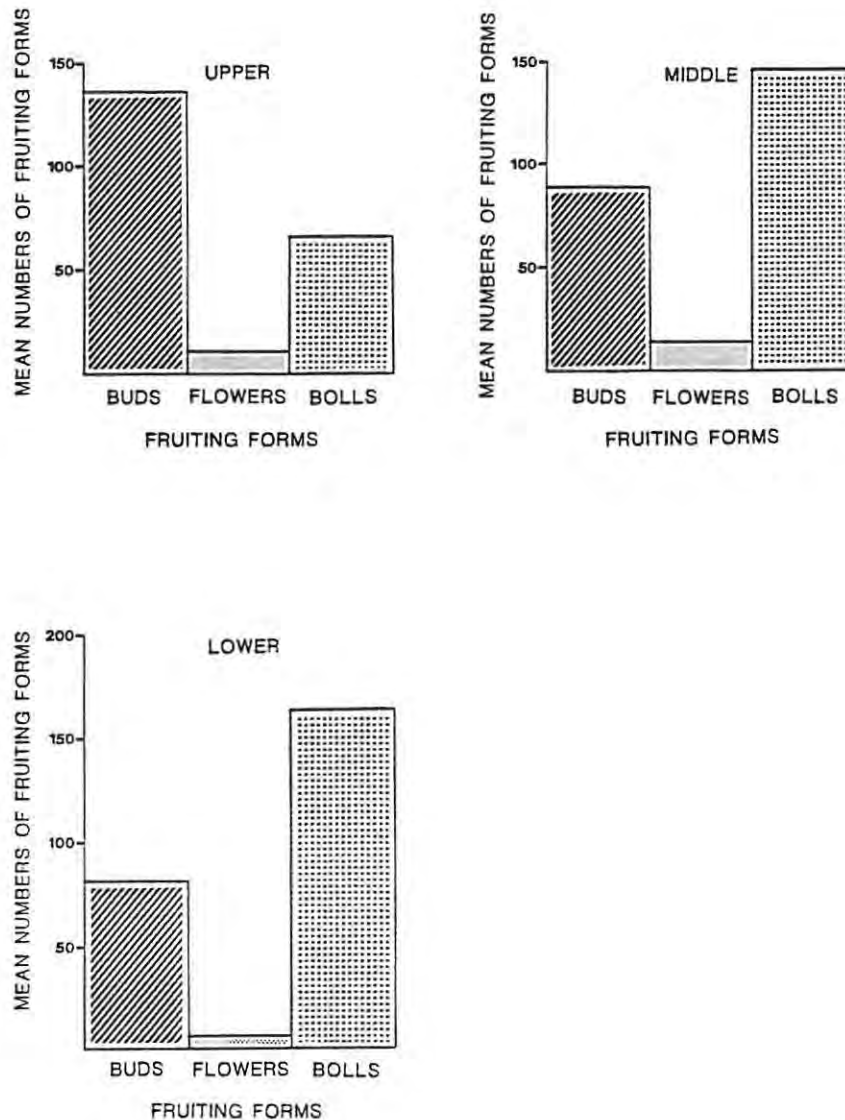 MEAN NUMBERS OF FRUITING FORMS
UPPER
150
100
50
BUDS FLOWERS BOLLS
FRUITING FORMS
MEAN NUMBERS OF FRUITING FORMS
MIDDLE
150
100
50
BUDS FLOWERS BOLLS
FRUITING FORMS
MEAN NUMBERS OF FRUITING FORMS
LOWER
200
150
100
50
BUDS FLOWERS BOLLS
FRUITING FORMS